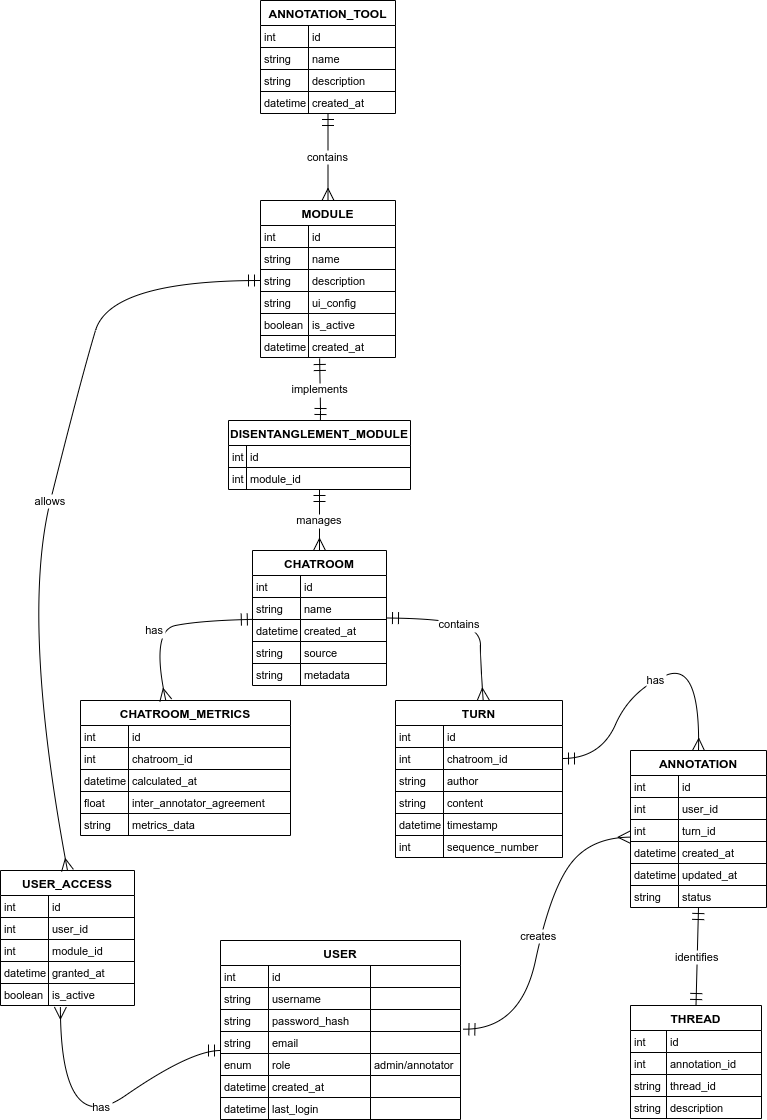 ANNOTATION_TOOL
int id
string name
string description
datetime created_at
contains
MODULE
int id
string name
string description
string ui_config
boolean is_active
datetime created_at
implements
DISENTANGLEMENT_MODULE
int id
int module_id
allows
manages
CHATROOM
int id
string name
datetime created_at
string source
string metadata
has
contains
CHATROOM_METRICS
int id
int chatroom_id
datetime calculated_at
float inter_annotator_agreement
string metrics_data
TURN
int id
int chatroom_id
string author
string content
datetime timestamp
int sequence_number
has
ANNOTATION
int id
int user_id
int turn_id
datetime created_at
datetime updated_at
string status
USER_ACCESS
int id
int user_id
int module_id
datetime granted_at
boolean is_active
creates
identifies
USER
int id
string username
string password_hash
string email
enum role admin/annotator
datetime created_at
datetime last_login
has
THREAD
int id
int annotation_id
string thread_id
string description